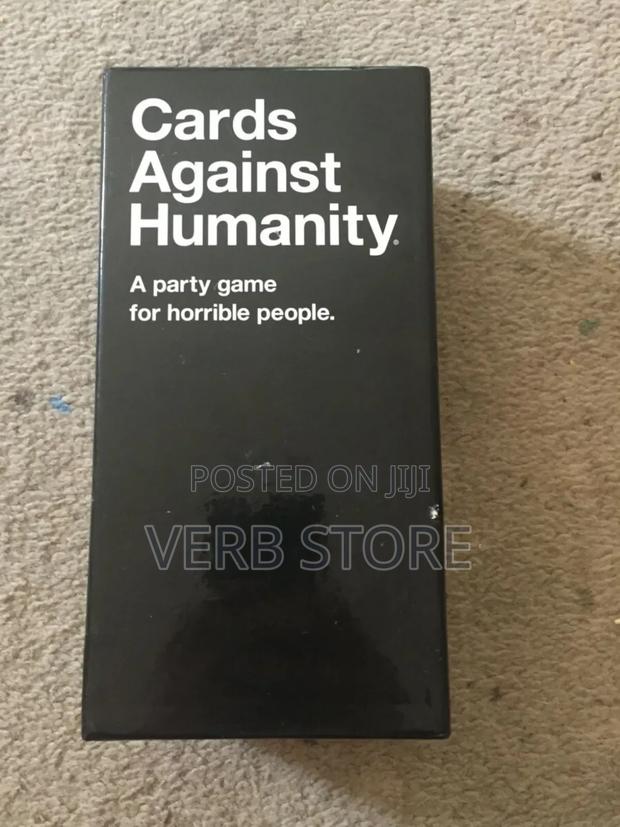 Cards
Against
Humanity®
A party game
for horrible people.
POSTED ON JIJI
VERB STORE